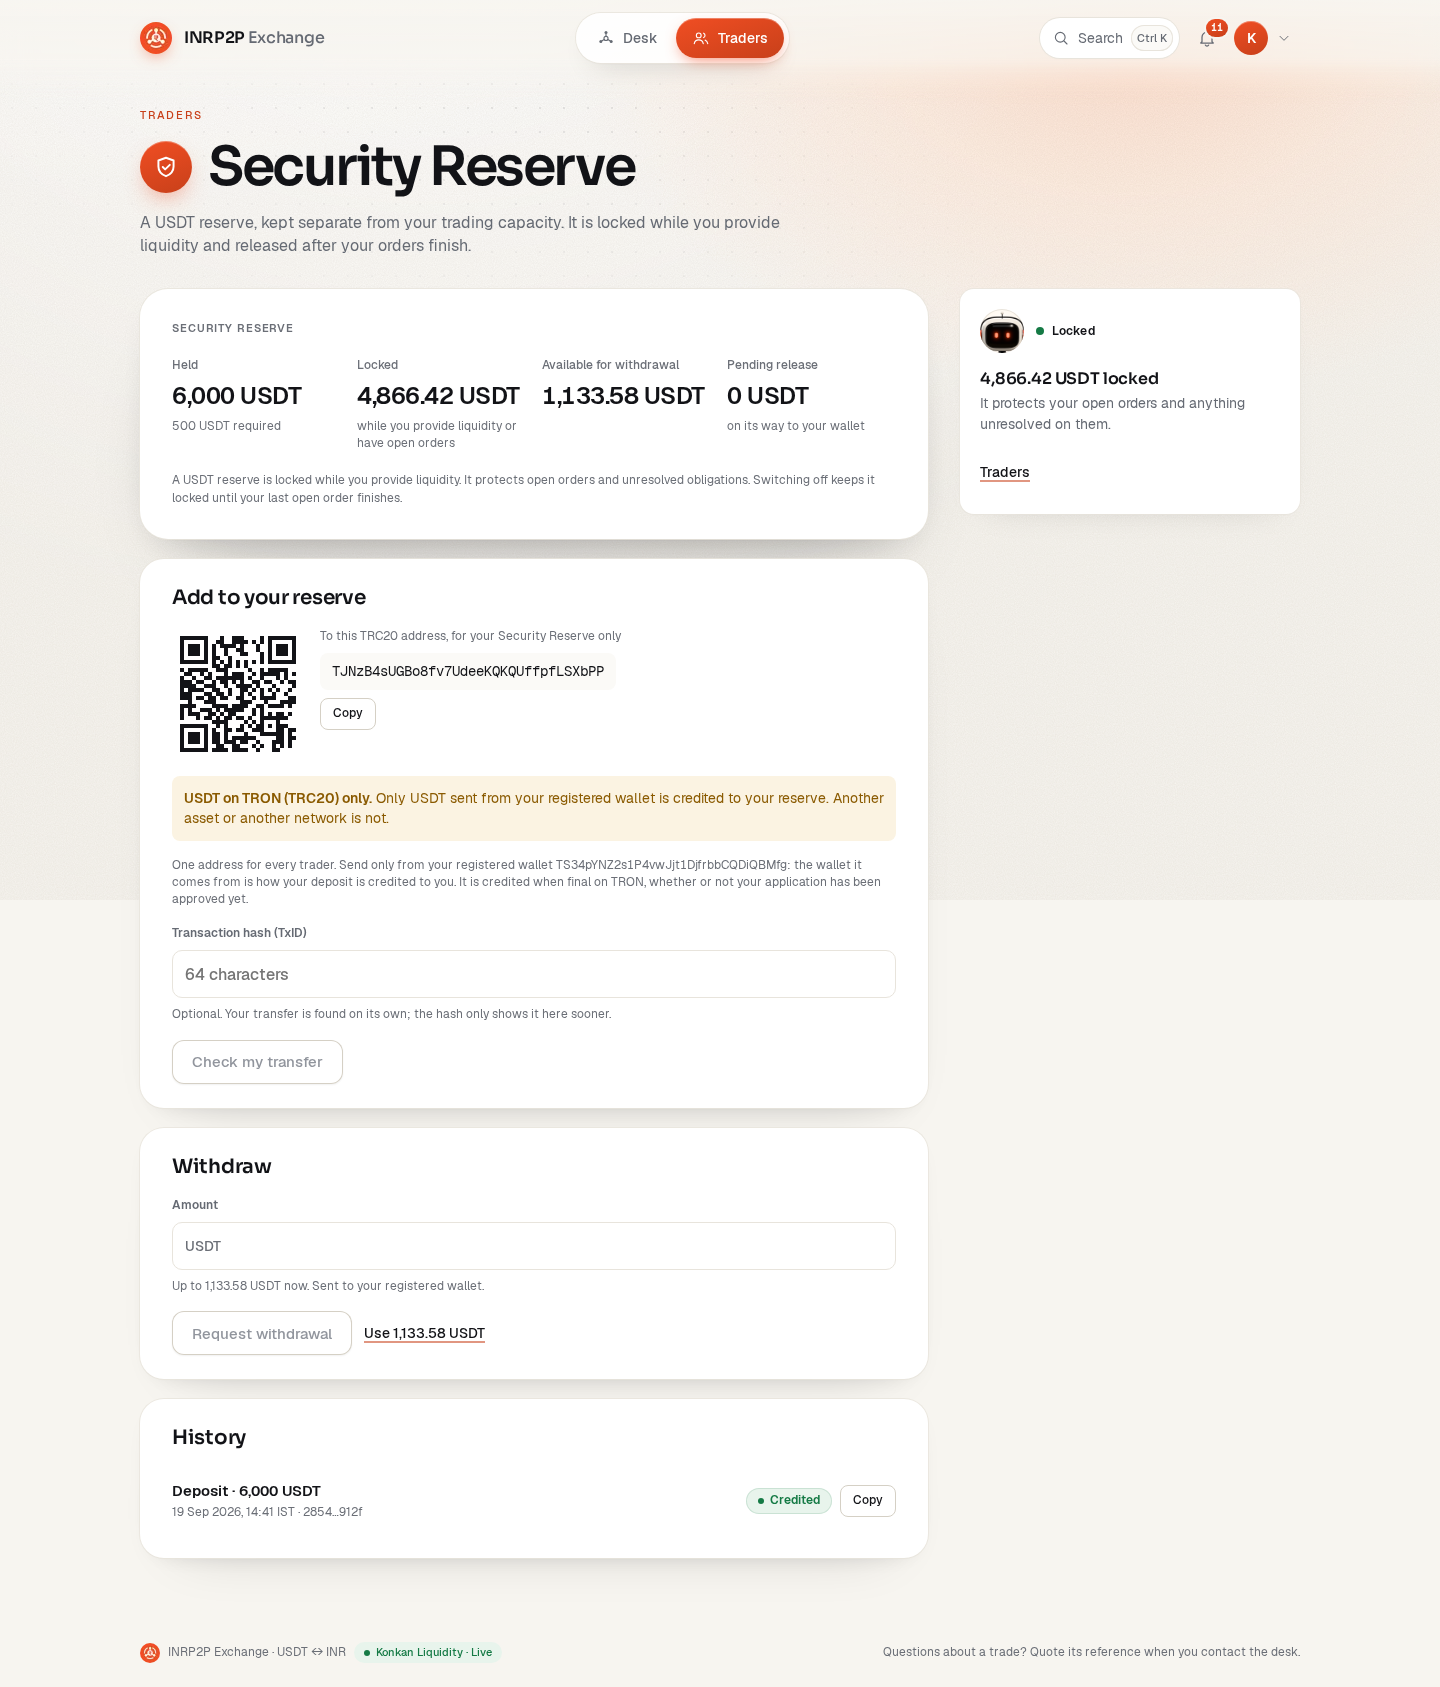 INRP2P Exchange
Desk
Traders
Search
Ctrl K
11
K
TRADERS
Security Reserve
A USDT reserve, kept separate from your trading capacity. It is locked while you provide
liquidity and released after your orders finish.
SECURITY RESERVE
Held
6,000 USDT
500 USDT required
Locked
4,866.42 USDT
while you provide liquidity or
have open orders
Available for withdrawal
1,133.58 USDT
Pending release
0 USDT
on its way to your wallet
A USDT reserve is locked while you provide liquidity. It protects open orders and unresolved obligations. Switching off keeps it
locked until your last open order finishes.
Locked
4,866.42 USDT locked
It protects your open orders and anything
unresolved on them.
Traders
Add to your reserve
To this TRC20 address, for your Security Reserve only
TJNzB4sUGBo8fv7UdeeKQKQUffpfLSXbPP
Copy
USDT on TRON (TRC20) only. Only USDT sent from your registered wallet is credited to your reserve. Another
asset or another network is not.
One address for every trader. Send only from your registered wallet TS34pYNZ2s1P4vwJjt1DjfrbbCQDiQBMfg: the wallet it
comes from is how your deposit is credited to you. It is credited when final on TRON, whether or not your application has been
approved yet.
Transaction hash (TxID)
64 characters
Optional. Your transfer is found on its own; the hash only shows it here sooner.
Check my transfer
Withdraw
Amount
USDT
Up to 1,133.58 USDT now. Sent to your registered wallet.
Request withdrawal
Use 1,133.58 USDT
History
Deposit · 6,000 USDT
19 Sep 2026, 14:41 IST · 2854…912f
Credited
Copy
INRP2P Exchange · USDT ↔ INR
Konkan Liquidity · Live
Questions about a trade? Quote its reference when you contact the desk.